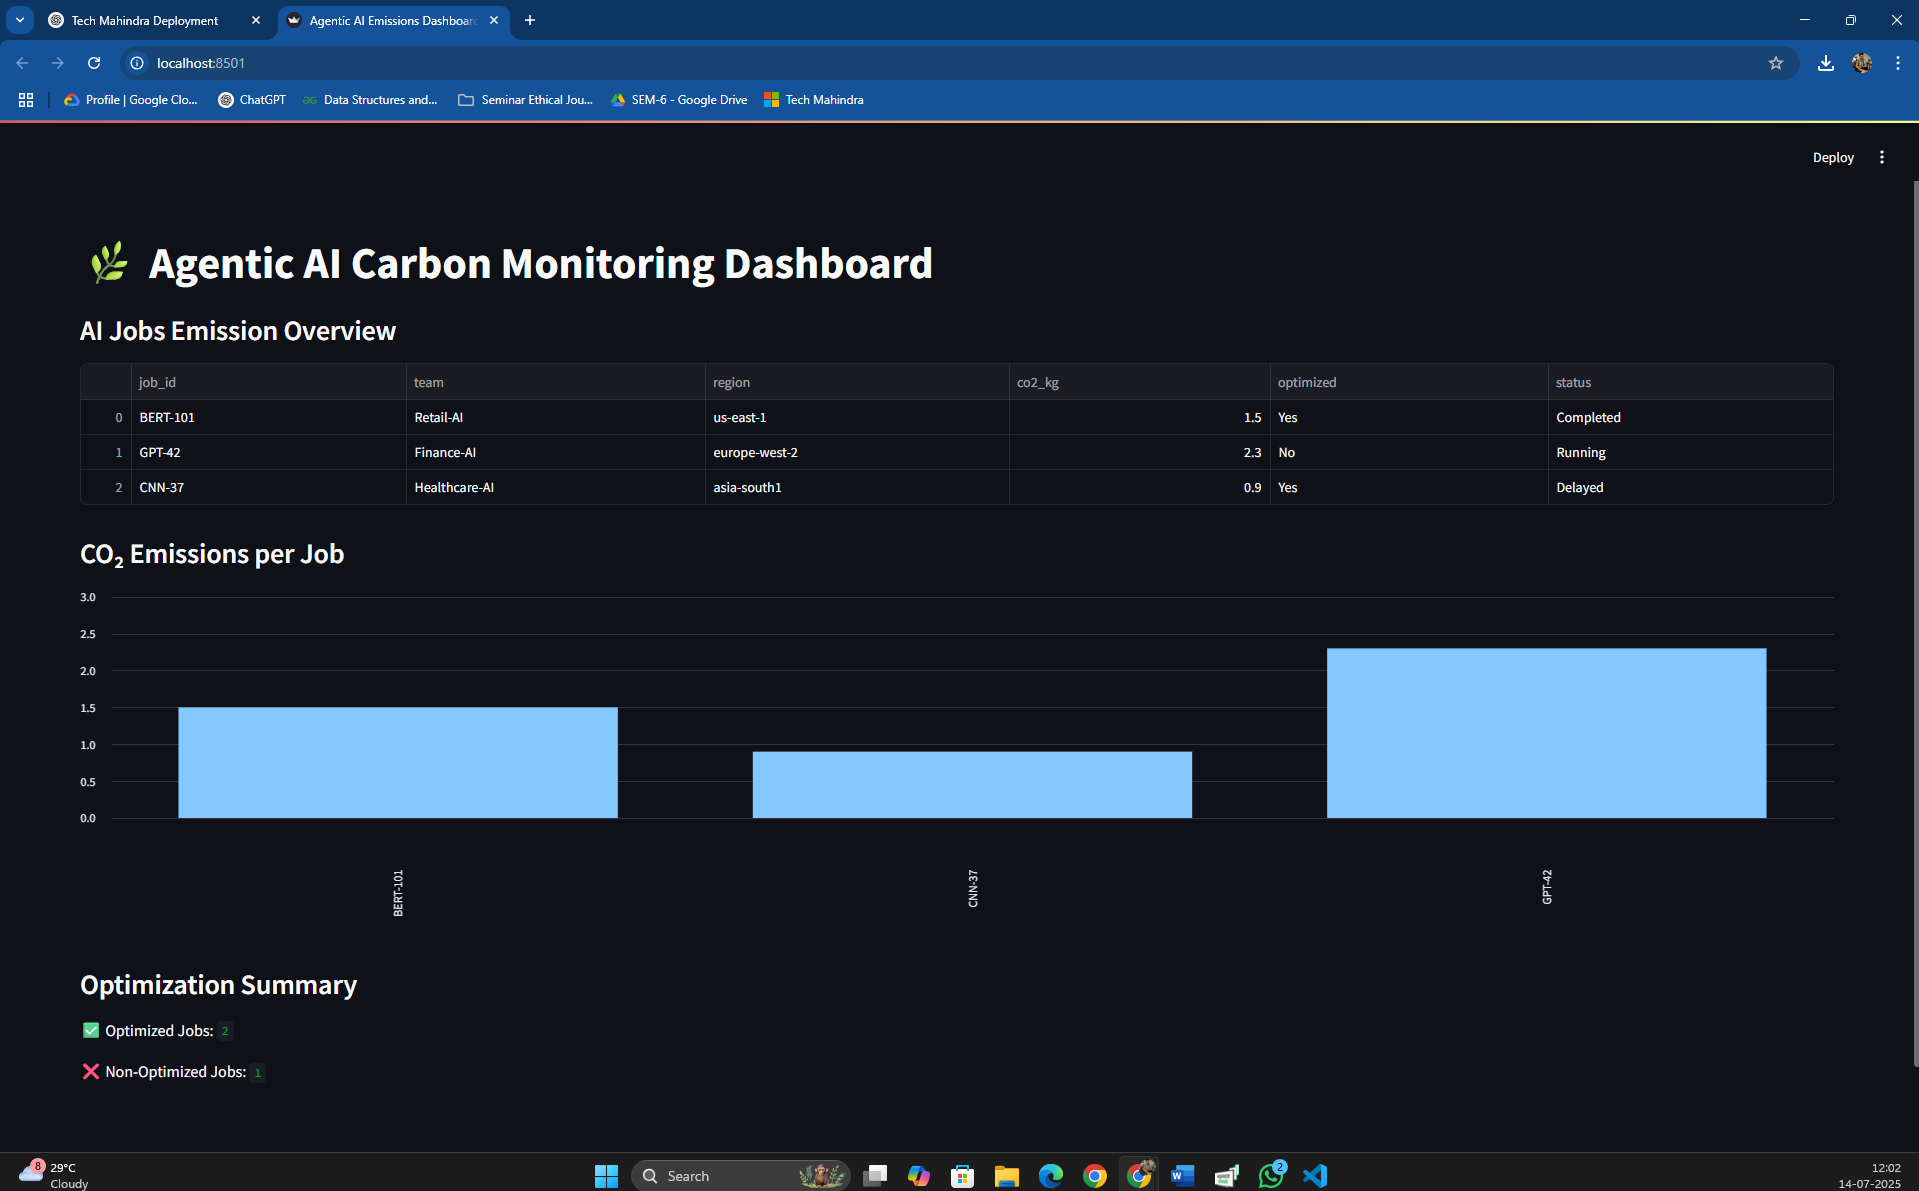 Tech Mahindra Deployment
Agentic AI Emissions Dashboar
localhost:8501
Profile | Google Clo...
ChatGPT
Data Structures and...
Seminar Ethical Jou...
SEM-6 - Google Drive
Tech Mahindra
Deploy
Agentic AI Carbon Monitoring Dashboard
AI Jobs Emission Overview
job_id team region co2_kg optimized status
0 BERT-101 Retail-AI us-east-1 1.5 Yes Completed
1 GPT-42 Finance-AI europe-west-2 2.3 No Running
2 CNN-37 Healthcare-AI asia-south1 0.9 Yes Delayed
CO₂ Emissions per Job
3.0
2.5
2.0
1.5
1.0
0.5
0.0
BERT-101
CNN-37
GPT-42
Optimization Summary
✅ Optimized Jobs: 2
❌ Non-Optimized Jobs: 1
8
29°C
Cloudy
Search
2
12:02
14-07-2025